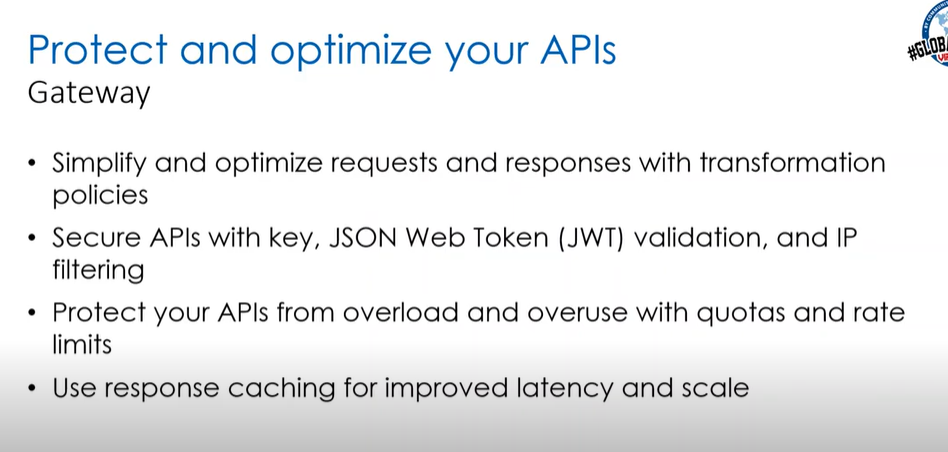 Protect and optimize your APIs
Gateway
• Simplify and optimize requests and responses with transformation
policies
• Secure APIs with key, JSON Web Token (JWT) validation, and IP
filtering
• Protect your APIs from overload and overuse with quotas and rate
limits
• Use response caching for improved latency and scale